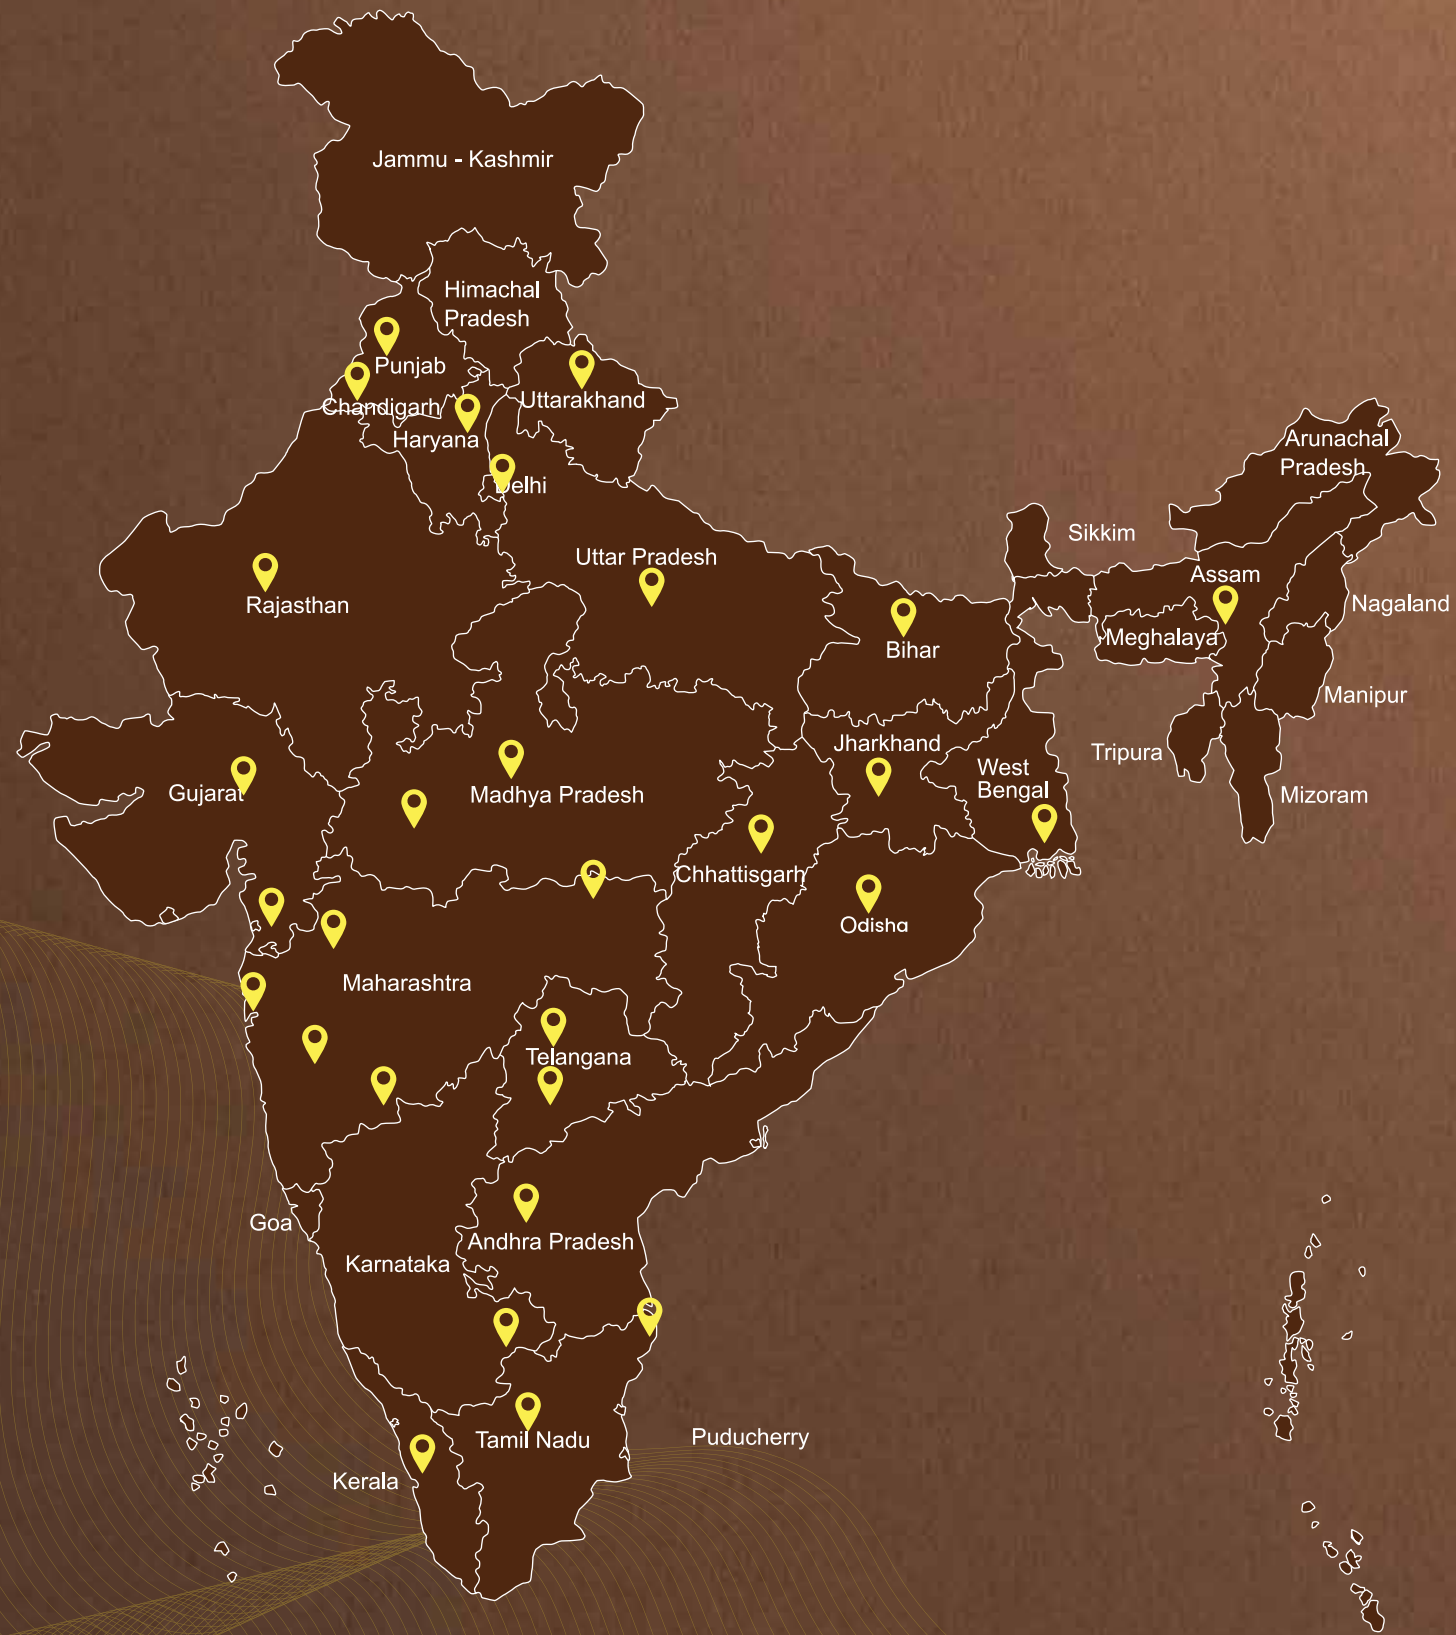 Jammu - Kashmir
Himachal
Pradesh
Punjab
Chandigarh
Haryana
Uttarakhand
Delhi
Arunachal
Pradesh
Sikkim
Uttar Pradesh
Assam
Rajasthan
Nagaland
Meghalaya
Bihar
Manipur
Jharkhand
Tripura
West
Bengal
Gujarat
Madhya Pradesh
Mizoram
Chhattisgarh
Odisha
Maharashtra
Telangana
Goa
Andhra Pradesh
Karnataka
Tamil Nadu
Puducherry
Kerala